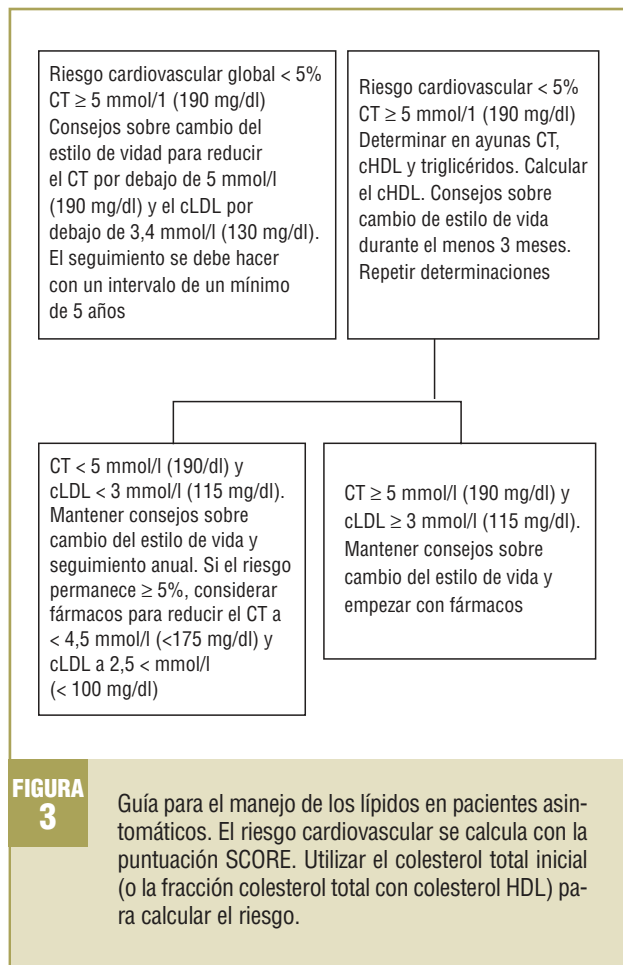 Riesgo cardiovascular global < 5%
CT ≥ 5 mmol/1 (190 mg/dl)
Consejos sobre cambio del
estilo de vidad para reducir
el CT por debajo de 5 mmol/l
(190 mg/dl) y el cLDL por
debajo de 3,4 mmol/l (130 mg/dl).
El seguimiento se debe hacer
con un intervalo de un mínimo
de 5 años
Riesgo cardiovascular < 5%
CT ≥ 5 mmol/1 (190 mg/dl)
Determinar en ayunas CT,
cHDL y triglicéridos. Calcular
el cHDL. Consejos sobre
cambio de estilo de vida
durante el menos 3 meses.
Repetir determinaciones
CT < 5 mmol/l (190/dl) y
cLDL < 3 mmol/l (115 mg/dl).
Mantener consejos sobre
cambio del estilo de vida y
seguimiento anual. Si el riesgo
permanece ≥ 5%, considerar
fármacos para reducir el CT a
< 4,5 mmol/l (<175 mg/dl) y
cLDL a 2,5 < mmol/l
(< 100 mg/dl)
CT ≥ 5 mmol/l (190 mg/dl) y
cLDL ≥ 3 mmol/l (115 mg/dl).
Mantener consejos sobre
cambio del estilo de vida y
empezar con fármacos
FIGURA
3
Guía para el manejo de los lípidos en pacientes asin-
tomáticos. El riesgo cardiovascular se calcula con la
puntuación SCORE. Utilizar el colesterol total inicial
(o la fracción colesterol total con colesterol HDL) pa-
ra calcular el riesgo.